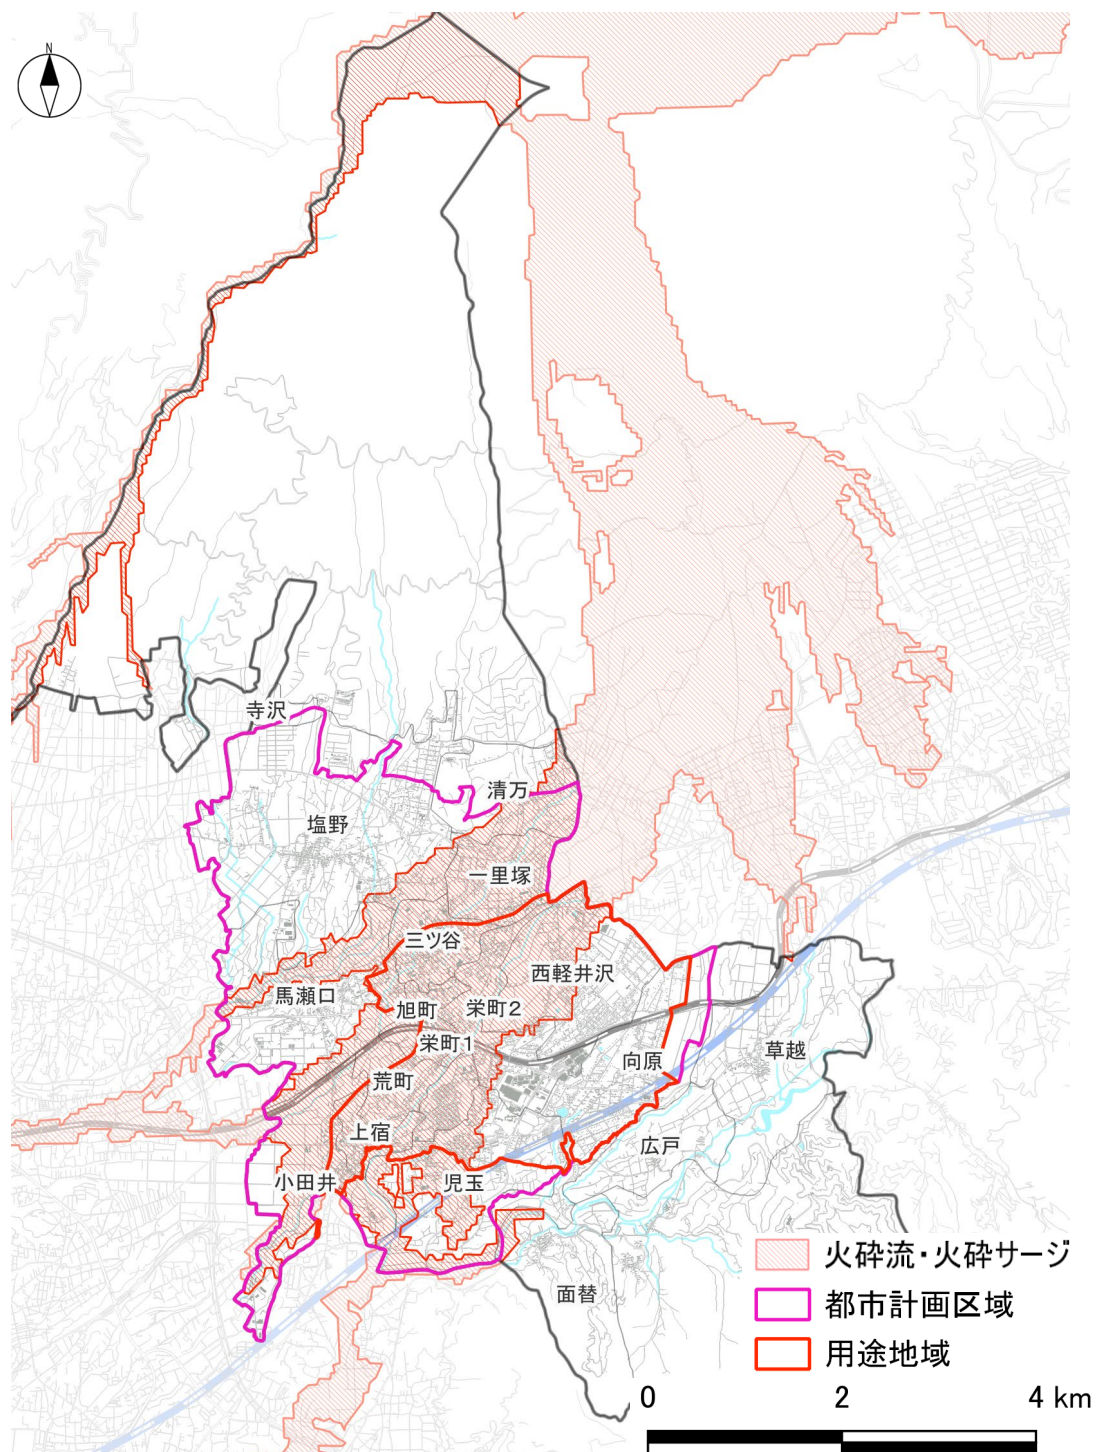 N
寺沢
清万
塩野
一里塚
三ツ谷
西軽井沢
馬瀬口
旭町
栄町2
栄町1
向原
草越
荒町
上宿
広戸
小田井
児玉
面替
火砕流・火砕サージ
都市計画区域
用途地域
0 2 4 km